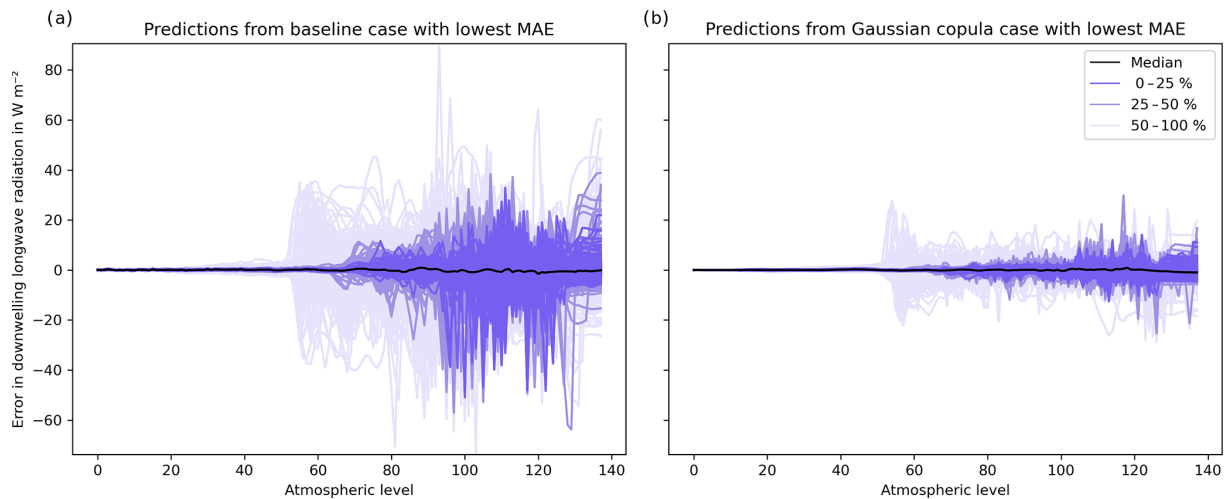 (a)
Predictions from baseline case with lowest MAE
Error in downwelling longwave radiation in W m⁻²
80
60
40
20
0
−20
−40
−60
0 20 40 60 80 100 120 140
Atmospheric level
(b)
Predictions from Gaussian copula case with lowest MAE
Median
0–25 %
25–50 %
50–100 %
0 20 40 60 80 100 120 140
Atmospheric level